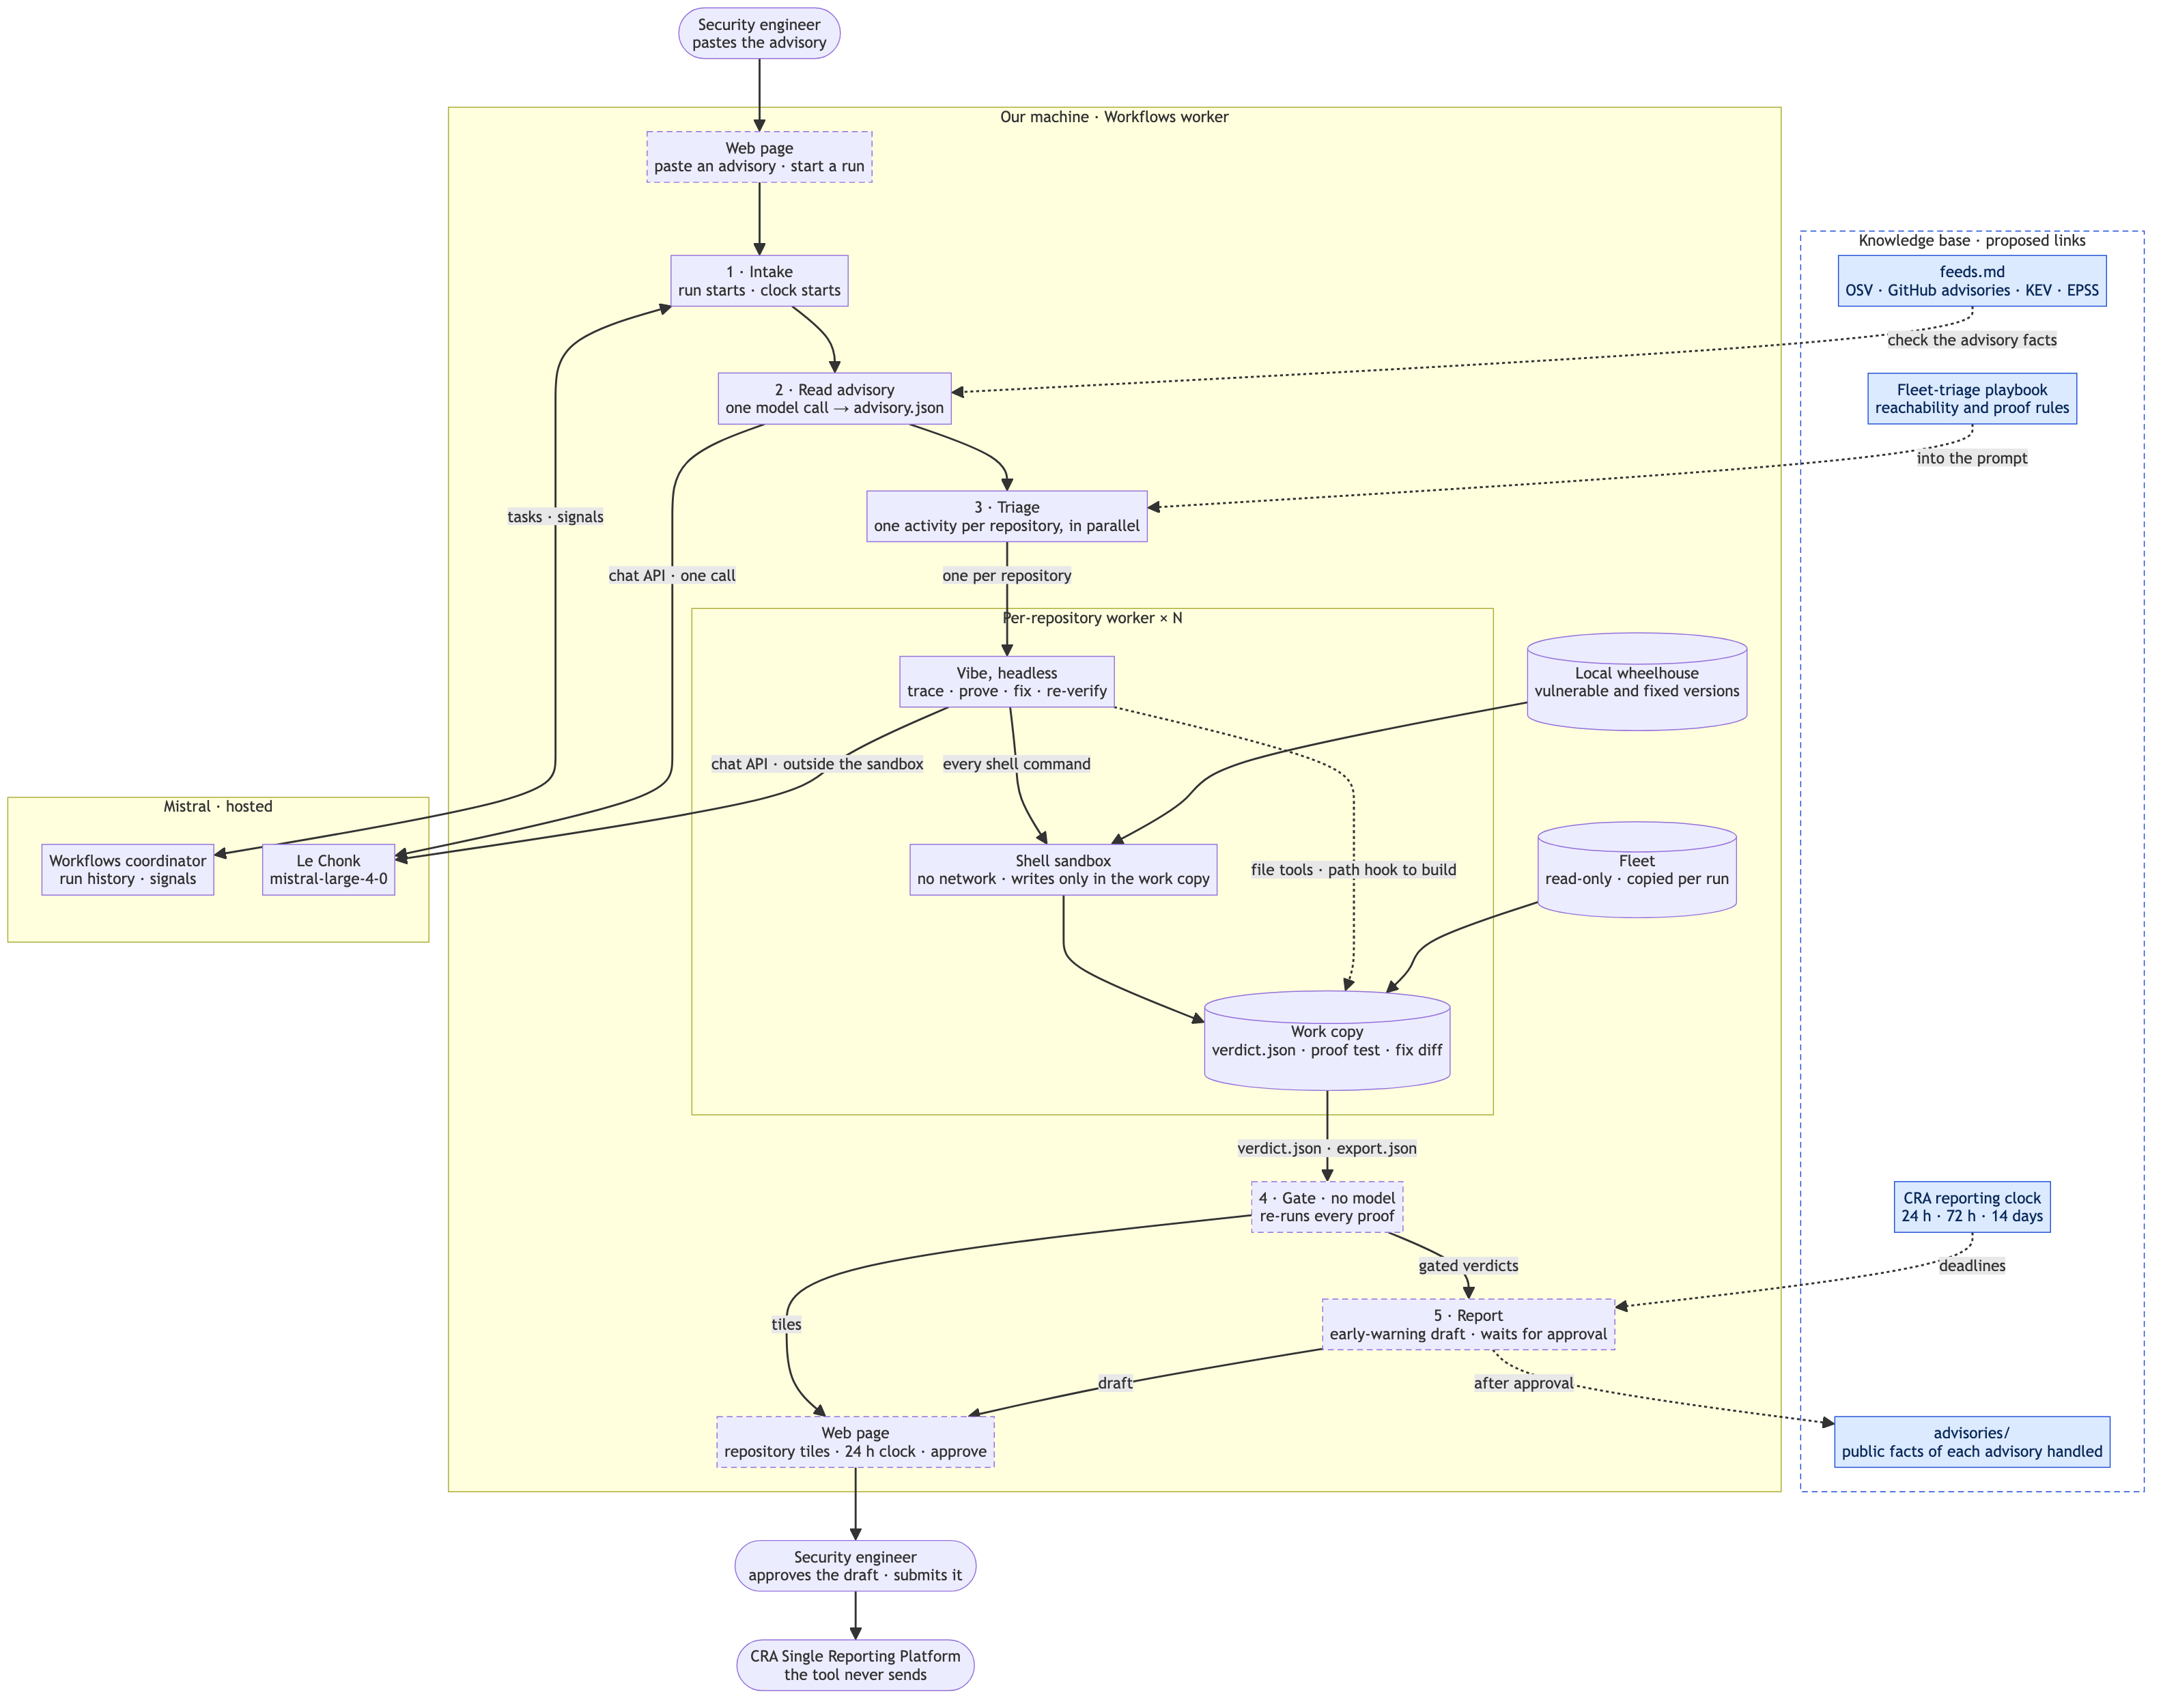 Security engineer
pastes the advisory
Our machine · Workflows worker
Web page
paste an advisory · start a run
Knowledge base · proposed links
1 · Intake
run starts · clock starts
feeds.md
OSV · GitHub advisories · KEV · EPSS
check the advisory facts
2 · Read advisory
one model call → advisory.json
Fleet-triage playbook
reachability and proof rules
into the prompt
3 · Triage
one activity per repository, in parallel
tasks · signals
chat API · one call
one per repository
Per-repository worker × N
Vibe, headless
trace · prove · fix · re-verify
Local wheelhouse
vulnerable and fixed versions
chat API · outside the sandbox
every shell command
Mistral · hosted
Workflows coordinator
run history · signals
Le Chonk
mistral-large-4-0
Shell sandbox
no network · writes only in the work copy
file tools · path hook to build
Fleet
read-only · copied per run
Work copy
verdict.json · proof test · fix diff
verdict.json · export.json
4 · Gate · no model
re-runs every proof
CRA reporting clock
24 h · 72 h · 14 days
gated verdicts
deadlines
tiles
5 · Report
early-warning draft · waits for approval
draft
after approval
Web page
repository tiles · 24 h clock · approve
advisories/
public facts of each advisory handled
Security engineer
approves the draft · submits it
CRA Single Reporting Platform
the tool never sends